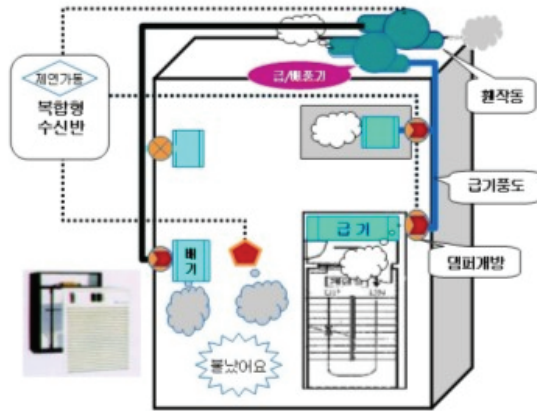 제연가동
복합형
수신반
급/배풍기
휀작동
급기풍도
급 기
댐퍼개방
배
기
불났어요